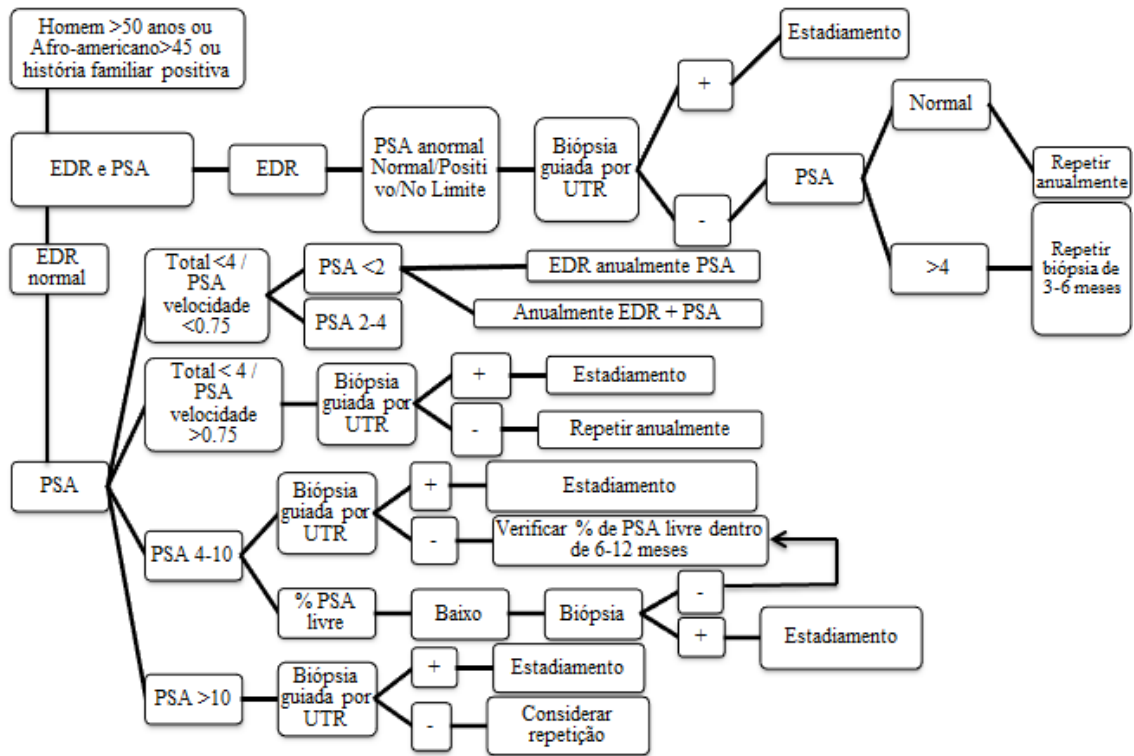 Homem >50 anos ou
Afro-americano>45 ou
história familiar positiva
EDR e PSA
EDR
PSA anormal
Normal/Positi
vo/No Limite
Biópsia
guiada por
UTR
+
Estadiamento
-
PSA
Normal
Repetir
anualmente
>4
Repetir
biópsia de
3-6 meses
EDR
normal
PSA
Total <4 /
PSA
velocidade
<0.75
PSA <2
EDR anualmente PSA
Anualmente EDR + PSA
PSA 2-4
Total < 4 /
PSA
velocidade
>0.75
Biópsia
guiada por
UTR
+
Estadiamento
-
Repetir anualmente
PSA 4-10
Biópsia
guiada por
UTR
+
Estadiamento
-
Verificar % de PSA livre dentro
de 6-12 meses
% PSA
livre
Baixo
Biópsia
-
+
Estadiamento
PSA >10
Biópsia
guiada por
UTR
+
Estadiamento
-
Considerar
repetição